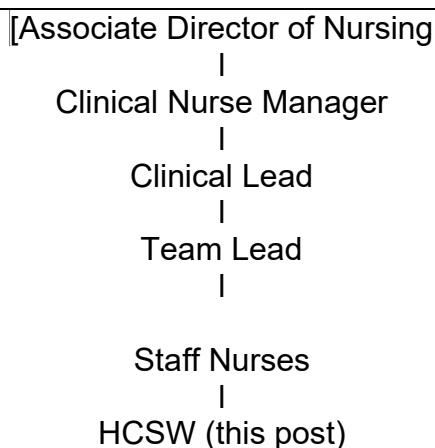 [Associate Director of Nursing
I
Clinical Nurse Manager
I
Clinical Lead
I
Team Lead
I
Staff Nurses
I
HCSW (this post)